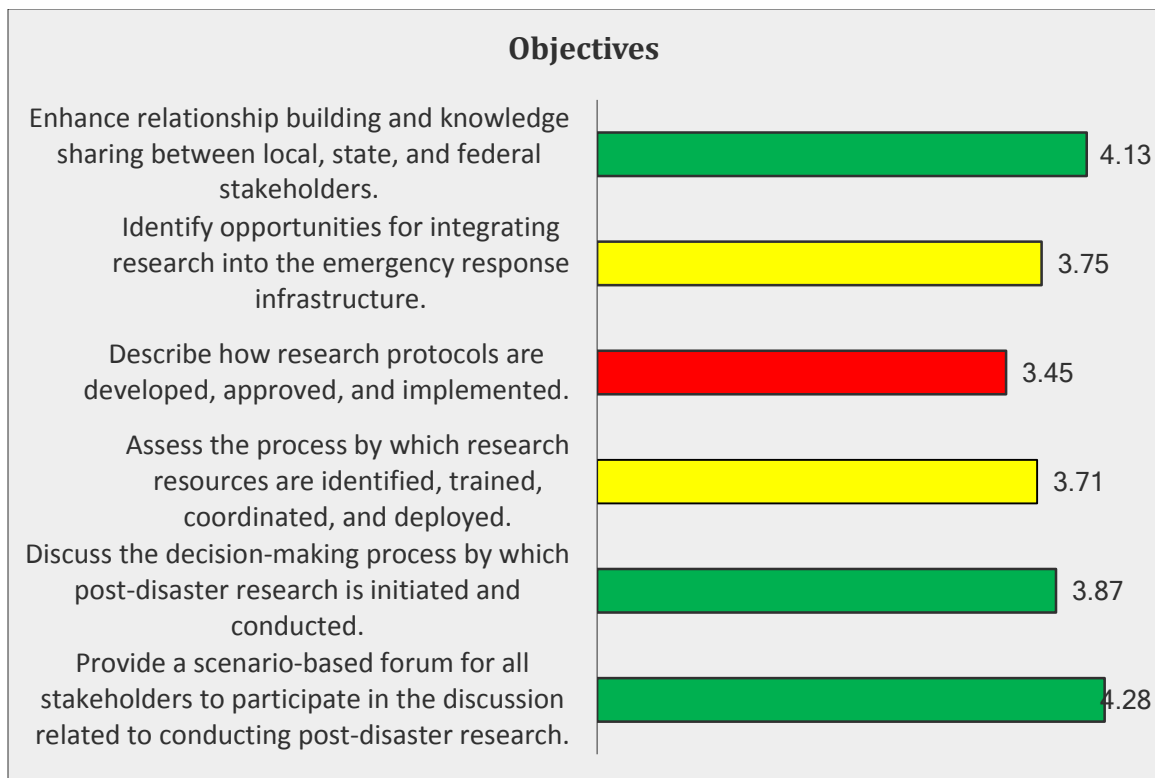 Objectives
Enhance relationship building and knowledge
sharing between local, state, and federal
stakeholders.
4.13
Identify opportunities for integrating
research into the emergency response
infrastructure.
3.75
Describe how research protocols are
developed, approved, and implemented.
3.45
Assess the process by which research
resources are identified, trained,
coordinated, and deployed.
3.71
Discuss the decision-making process by which
post-disaster research is initiated and
conducted.
3.87
Provide a scenario-based forum for all
stakeholders to participate in the discussion
related to conducting post-disaster research.
4.28